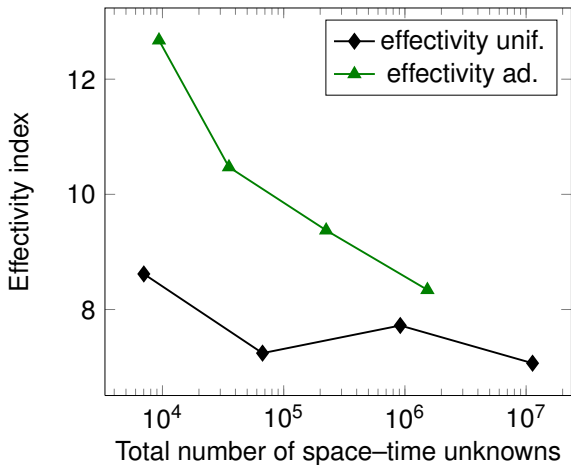 effectivity unif.
effectivity ad.
12
10
8
Effectivity index
10^4
10^5
10^6
10^7
Total number of space–time unknowns